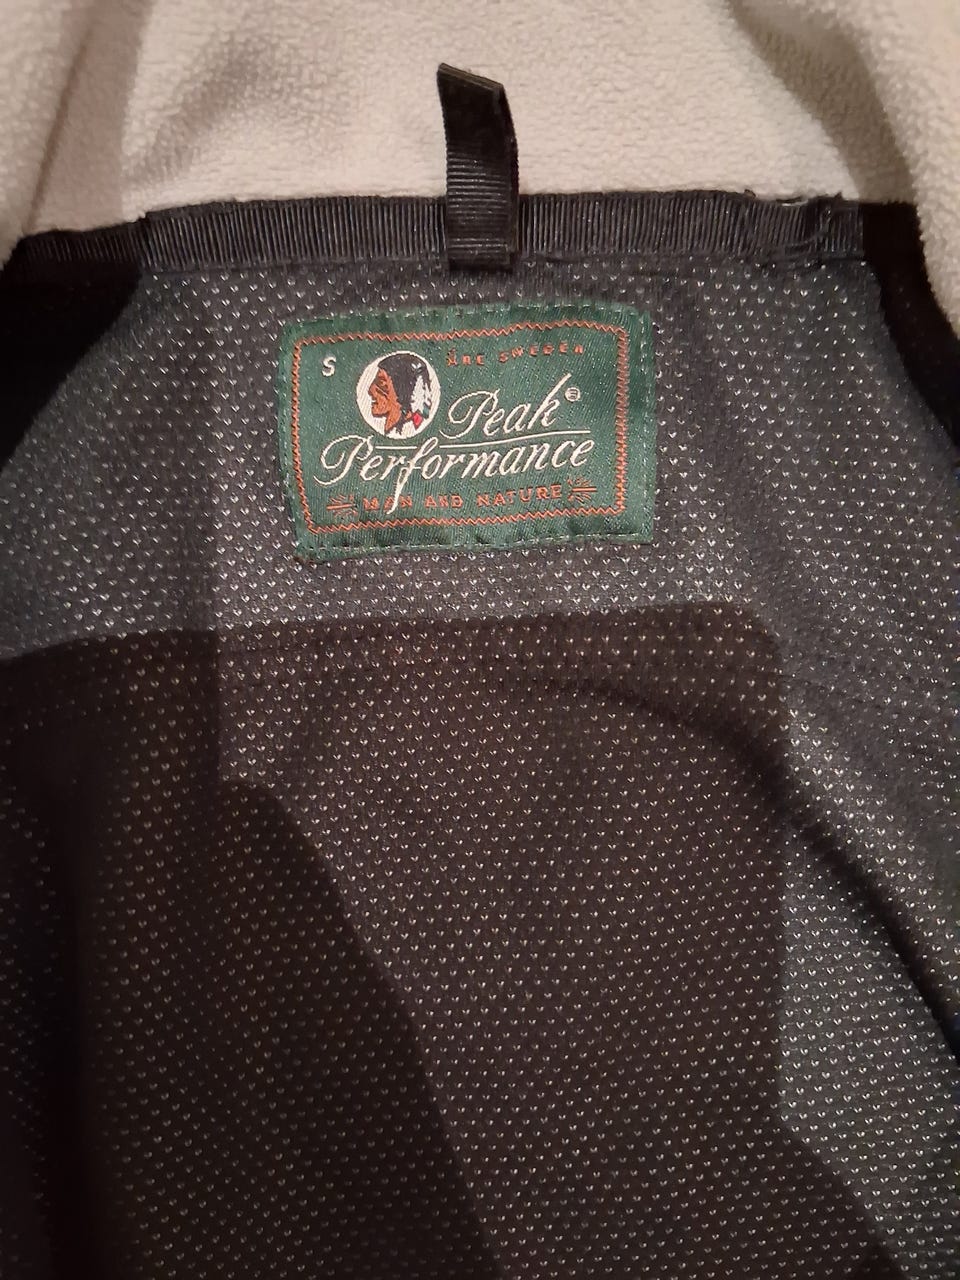 S
ÅRE SWEDEN
Peak®
Performance
MAN AND NATURE